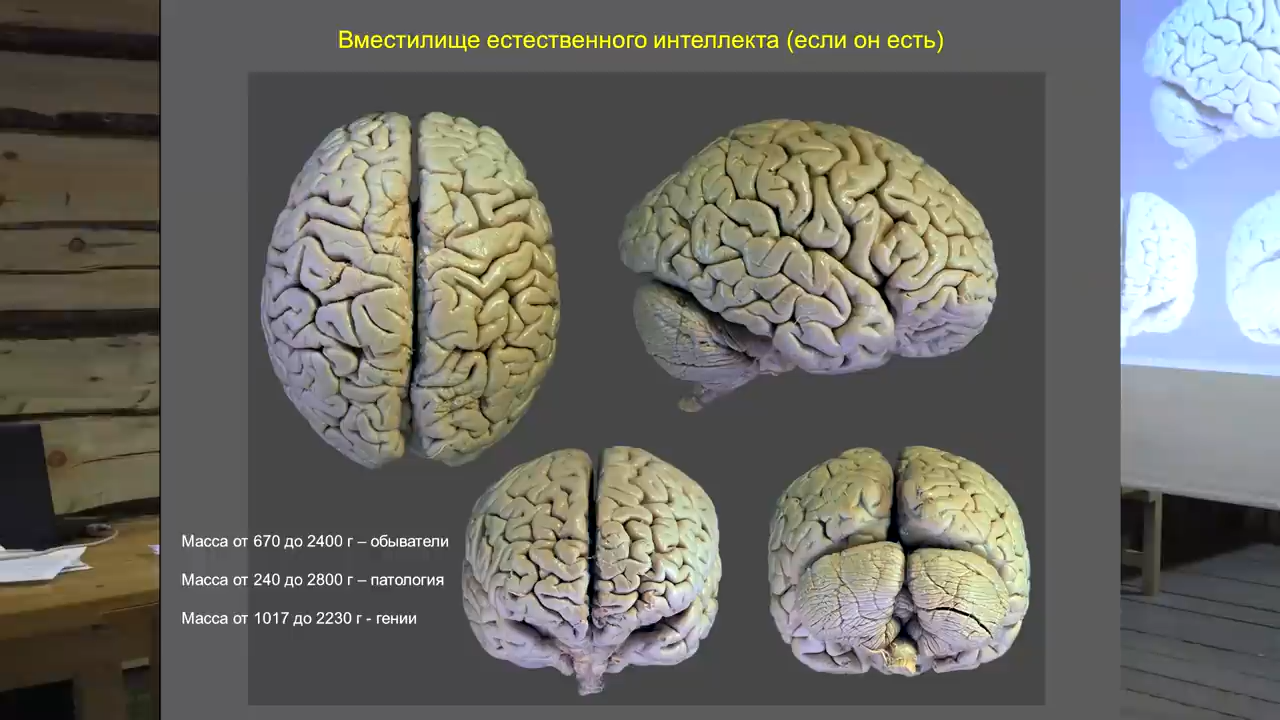 Вместилище естественного интеллекта (если он есть)
Масса от 670 до 2400 г – обыватели
Масса от 240 до 2800 г – патология
Масса от 1017 до 2230 г - гении